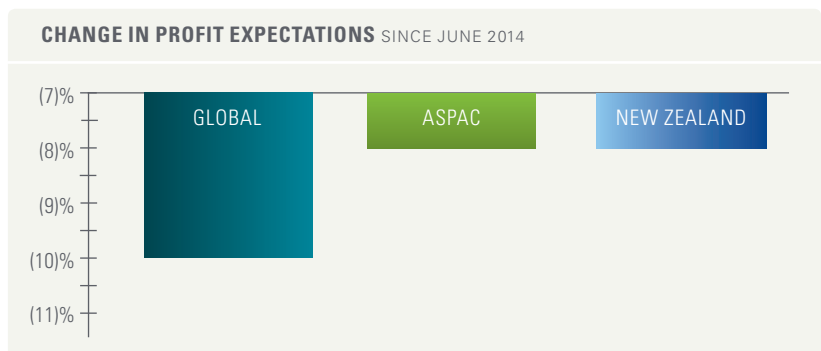 CHANGE IN PROFIT EXPECTATIONS SINCE JUNE 2014
(7)%
GLOBAL
ASPAC
NEW ZEALAND
(8)%
(9)%
(10)%
(11)%